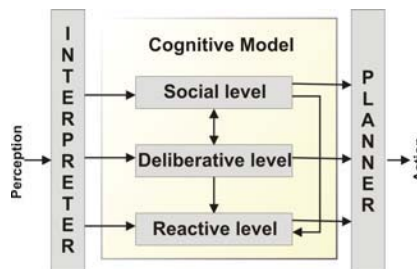 Perception
INTERPRETER
Cognitive Model
Social level
Deliberative level
Reactive level
PLANNER